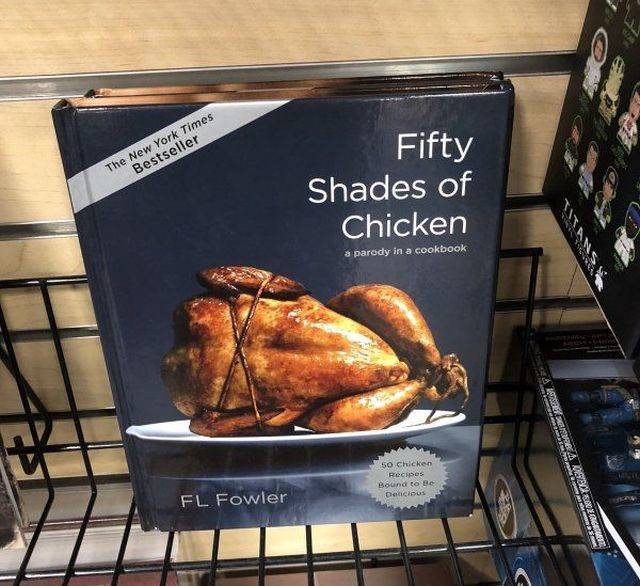 The New York Times
Bestseller
Fifty
Shades of
Chicken
a parody in a cookbook
50 Chicken
Recipes
Bound to Be
Delicious
FL Fowler
TITANS